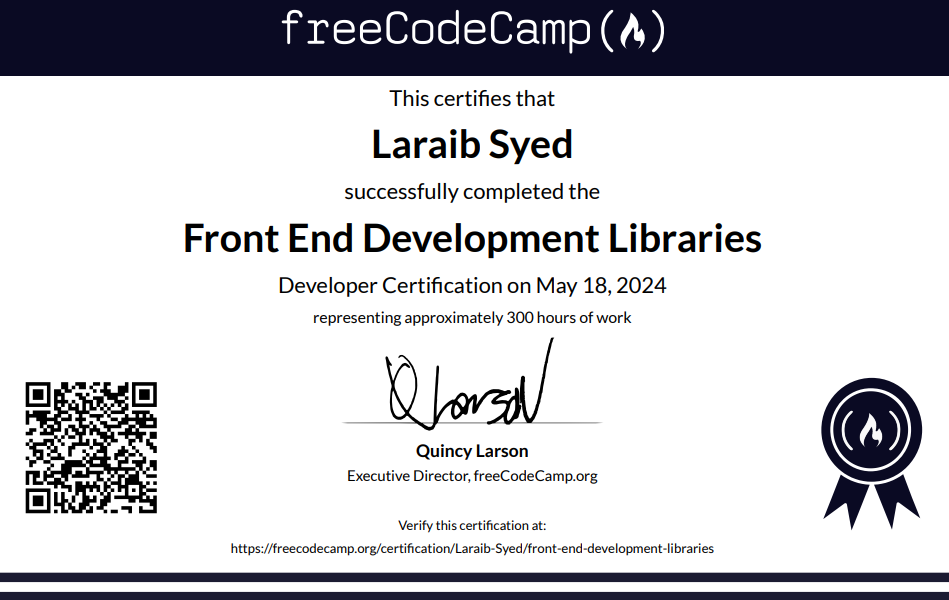 freeCodeCamp
This certifies that
Laraib Syed
successfully completed the
Front End Development Libraries
Developer Certification on May 18, 2024
representing approximately 300 hours of work
Q Larson
Quincy Larson
Executive Director, freeCodeCamp.org
Verify this certification at:
https://freecodecamp.org/certification/Laraib-Syed/front-end-development-libraries